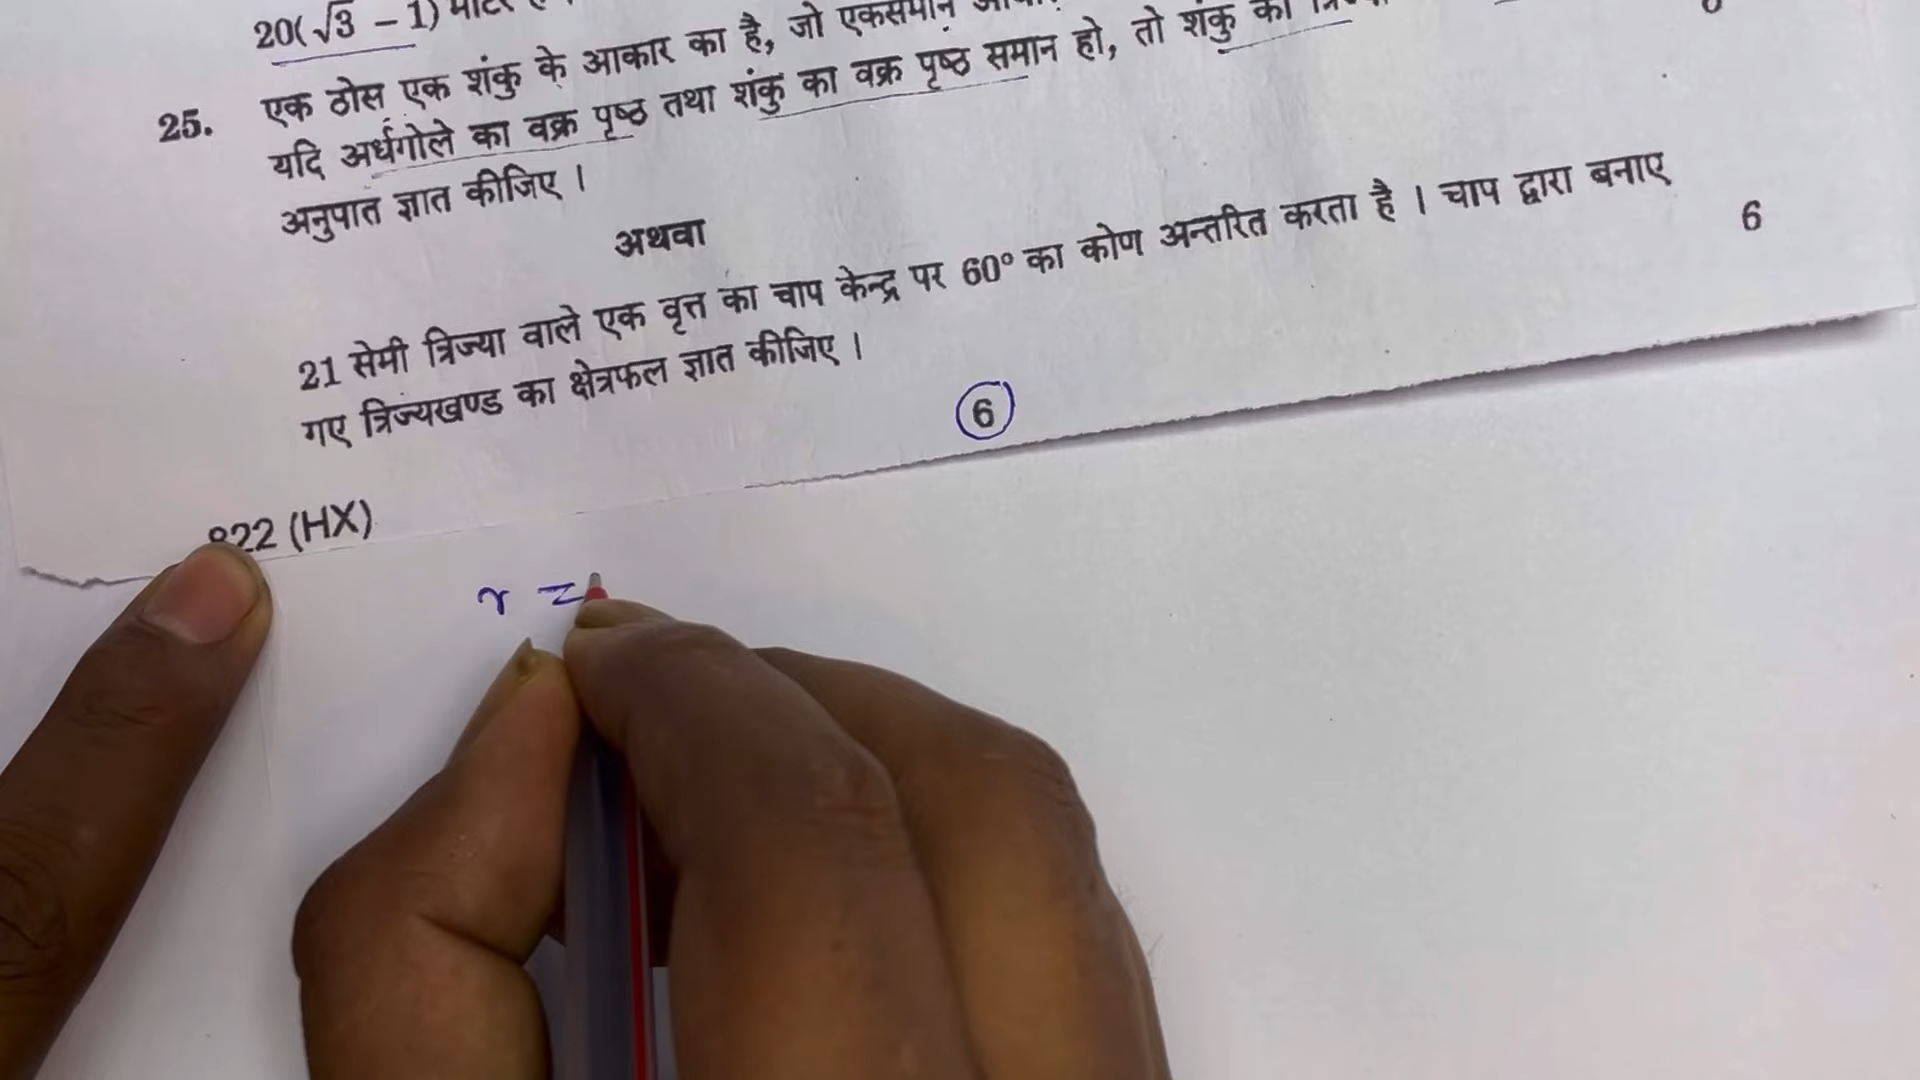 20(√3 − 1) मीटर
25. एक ठोस एक शंकु के आकार का है, जो एकसमान
यदि अर्धगोले का वक्र पृष्ठ तथा शंकु का वक्र पृष्ठ समान हो, तो शंकु की
अनुपात ज्ञात कीजिए ।
अथवा
21 सेमी त्रिज्या वाले एक वृत्त का चाप केन्द्र पर 60° का कोण अन्तरित करता है । चाप द्वारा बनाए
गए त्रिज्यखण्ड का क्षेत्रफल ज्ञात कीजिए ।
6
6
822 (HX)
r =